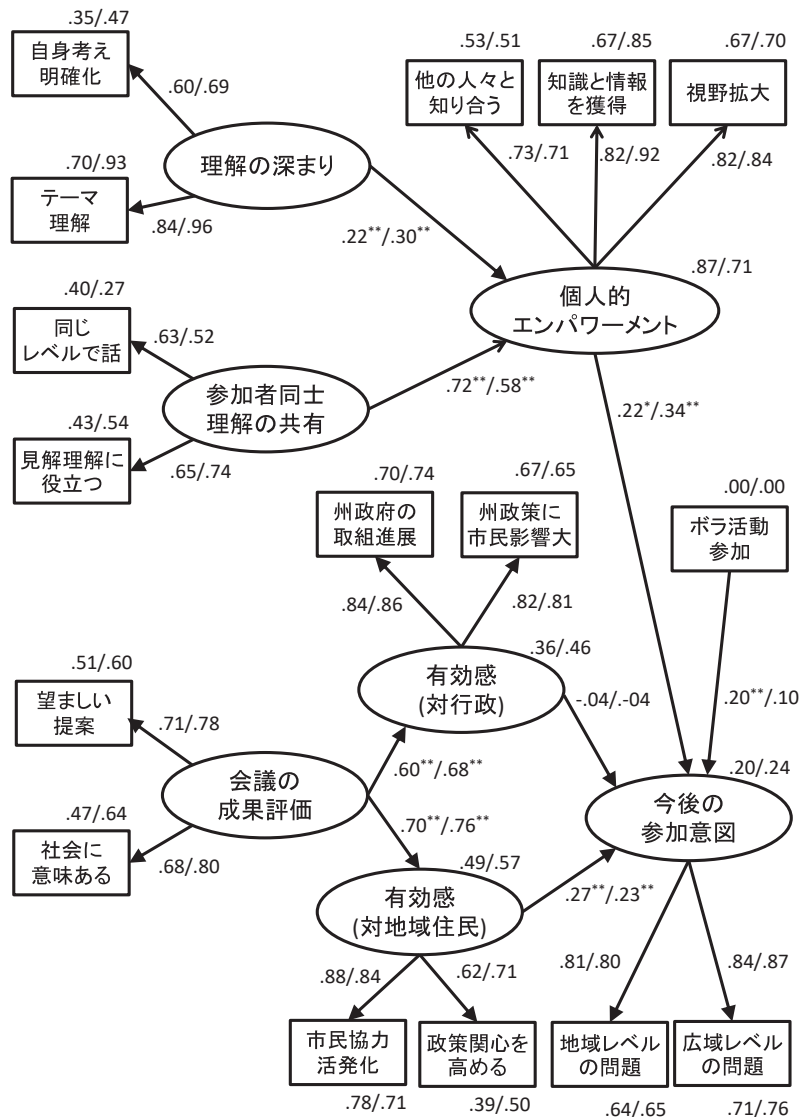 .35/.47
自身考え
明確化
.60/.69
理解の深まり
.70/.93
テーマ
理解
.84/.96
.53/.51
他の人々と
知り合う
.67/.85
知識と情報
を獲得
.67/.70
視野拡大
.73/.71
.82/.92
.82/.84
.22**/.30**
.87/.71
個人的
エンパワーメント
.40/.27
同じ
レベルで話
.63/.52
参加者同士
理解の共有
.43/.54
見解理解に
役立つ
.65/.74
.72**/.58**
.22*/.34**
.70/.74
州政府の
取組進展
.67/.65
州政策に
市民影響大
.00/.00
ボラ活動
参加
.84/.86
.82/.81
.36/.46
有効感
(対行政)
-.04/-.04
.20**/.10
.51/.60
望ましい
提案
.71/.78
会議の
成果評価
.60**/.68**
.47/.64
社会に
意味ある
.68/.80
.70**/.76**
.20/.24
今後の
参加意図
.49/.57
有効感
(対地域住民)
.27**/.23**
.88/.84
.62/.71
.81/.80
.84/.87
市民協力
活発化
政策関心を
高める
地域レベル
の問題
広域レベル
の問題
.78/.71
.39/.50
.64/.65
.71/.76